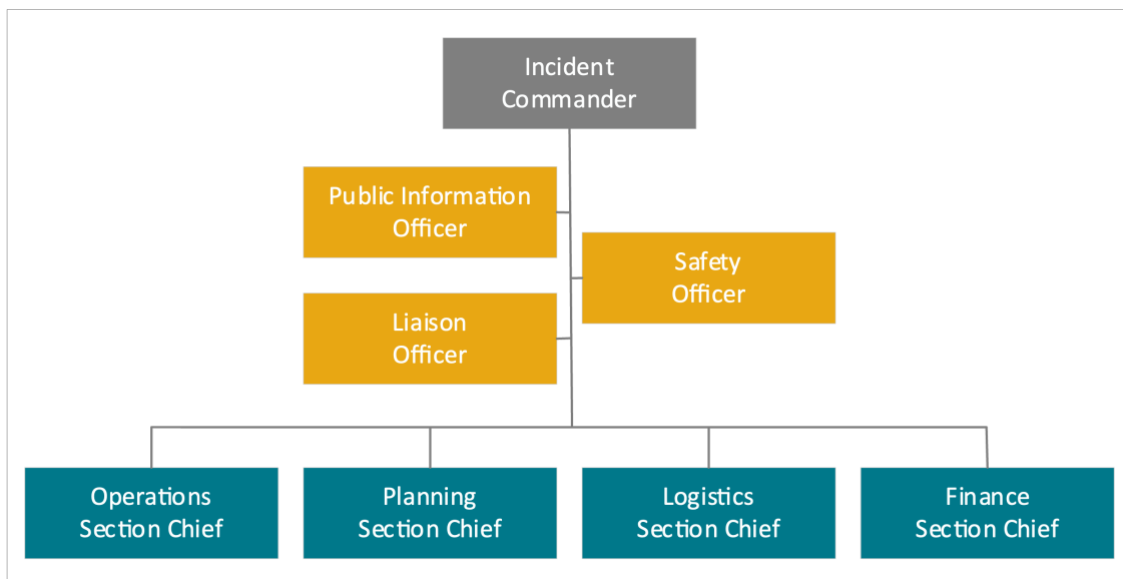 Incident
Commander
Public Information
Officer
Safety
Officer
Liaison
Officer
Operations
Section Chief
Planning
Section Chief
Logistics
Section Chief
Finance
Section Chief